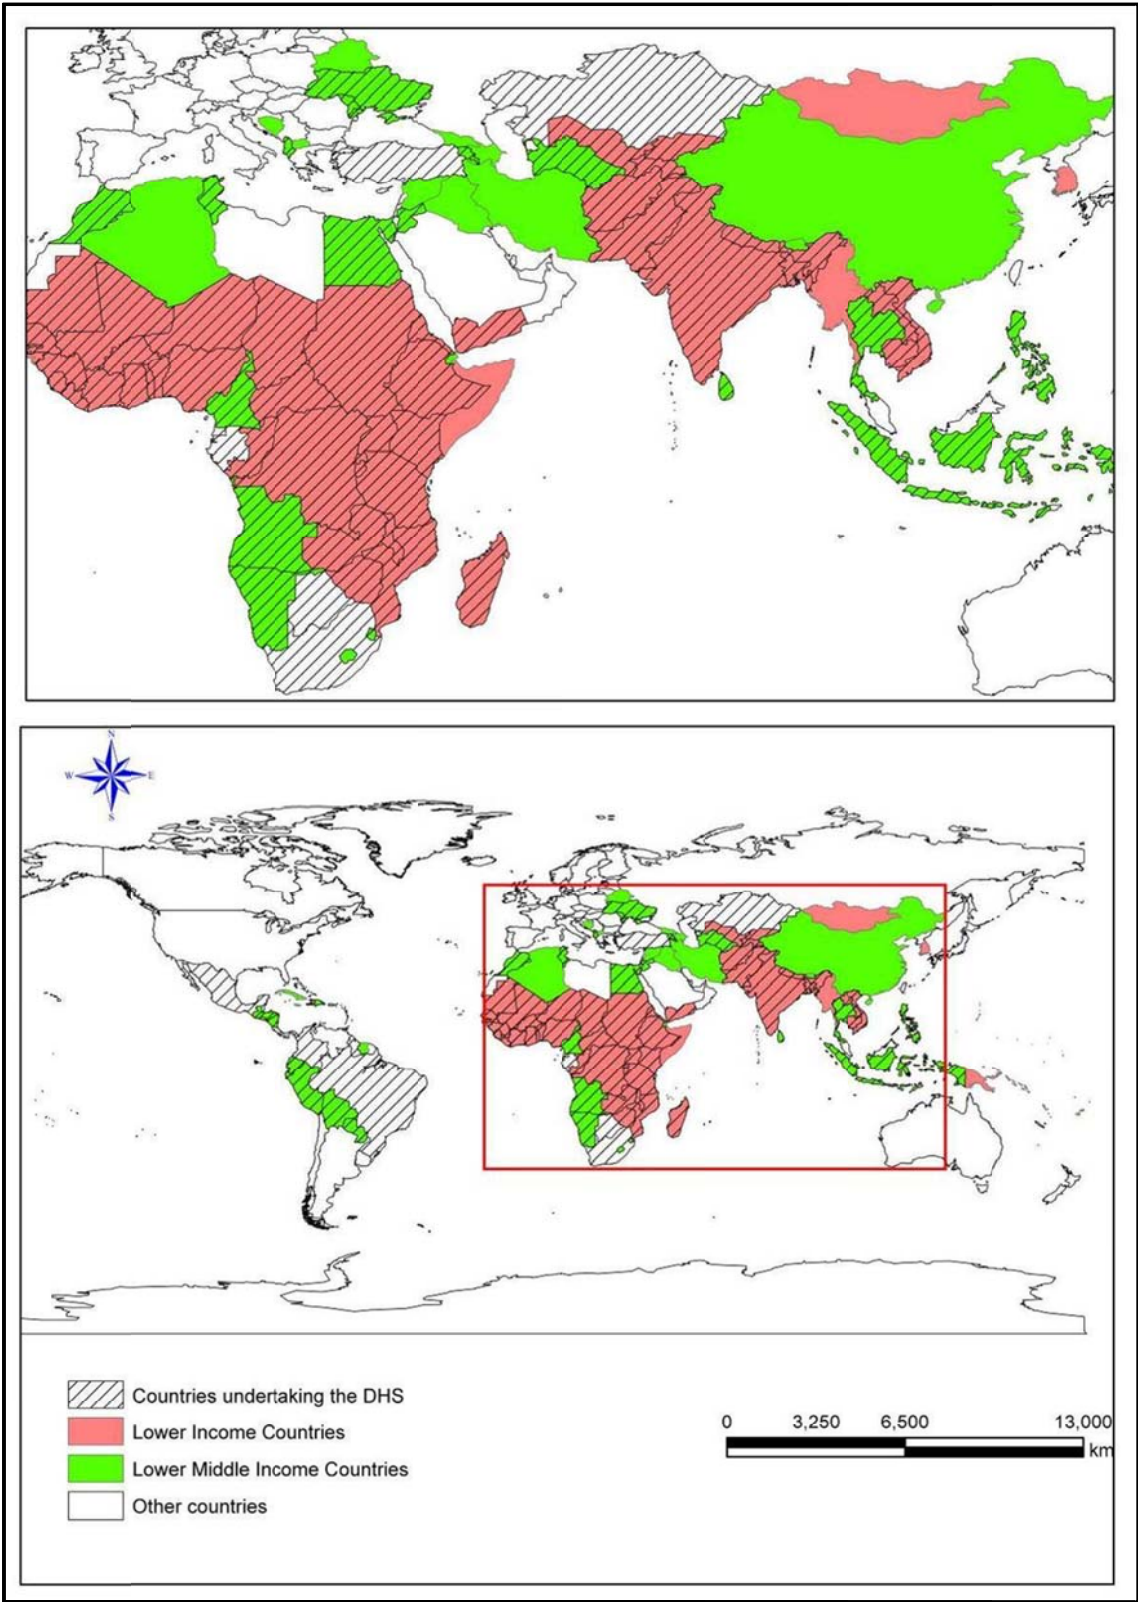 N
W E
S
Countries undertaking the DHS
Lower Income Countries
Lower Middle Income Countries
Other countries
0 3,250 6,500 13,000
km